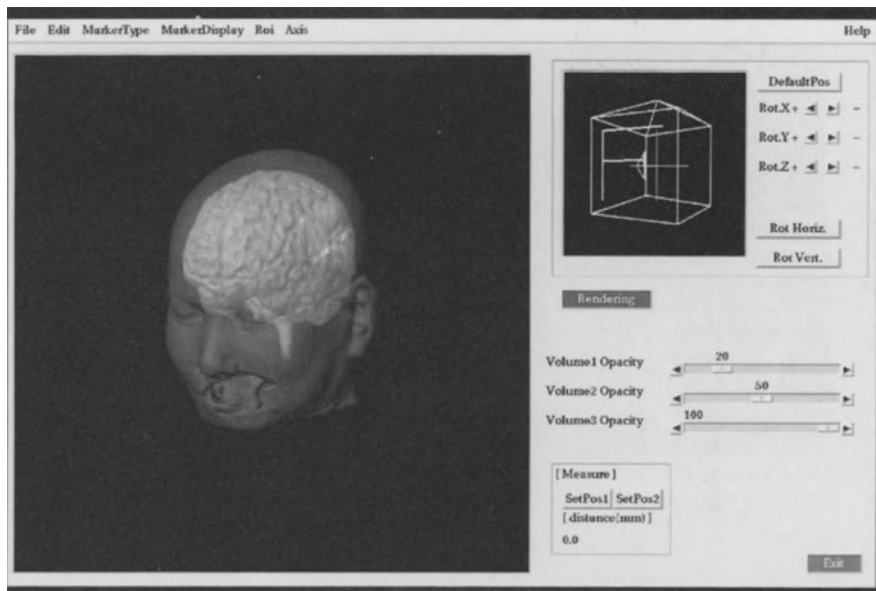 File Edit MarkerType MarkerDisplay Roi Axis Help
DefaultPos
Rot.X + -
Rot.Y + -
Rot.Z + -
Rot Horiz.
Rot Vert.
Rendering
Volume1 Opacity 20
Volume2 Opacity 50
Volume3 Opacity 100
[ Measure ]
SetPos1 SetPos2
[ distance(mm) ]
0.0
Exit